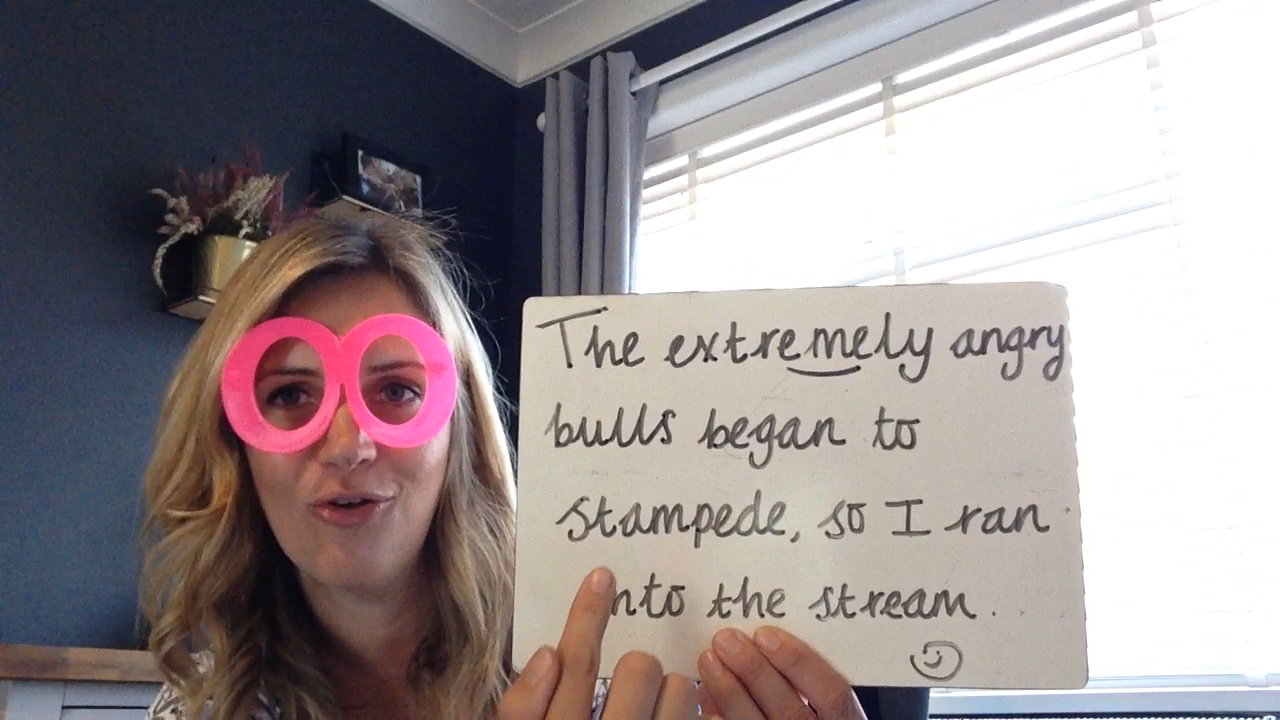 The extremely angry
bulls began to
stampede, so I ran
into the stream.